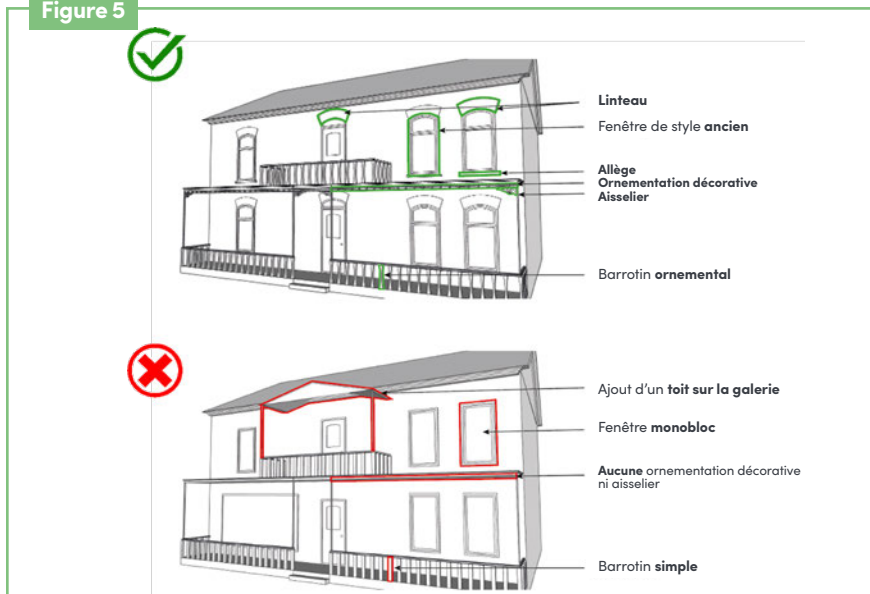 Figure 5
Linteau
Fenêtre de style ancien
Allège
Ornementation décorative
Aisselier
Barrotin ornemental
Ajout d'un toit sur la galerie
Fenêtre monobloc
Aucune ornementation décorative
ni aisselier
Barrotin simple